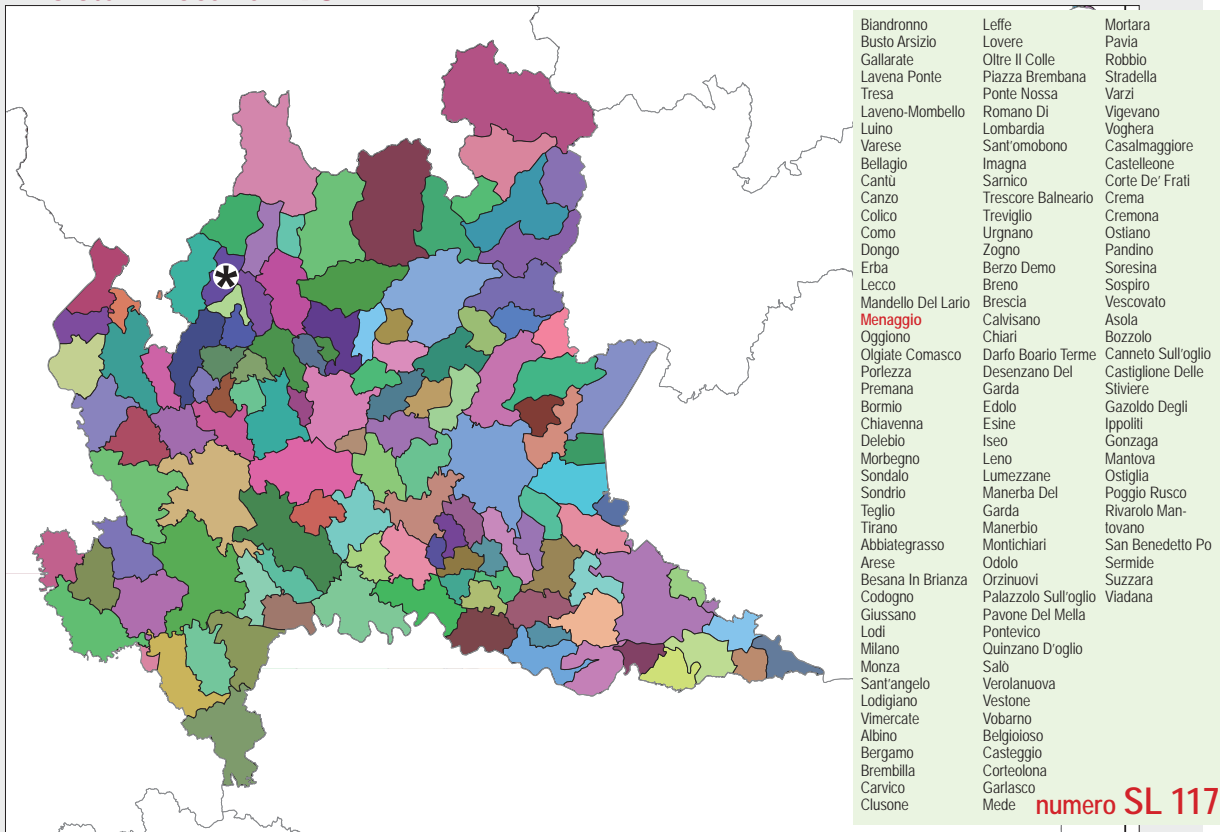 Biandronno
Busto Arsizio
Gallarate
Lavena Ponte
Tresa
Laveno-Mombello
Luino
Varese
Bellagio
Cantù
Canzo
Colico
Como
Dongo
Erba
Lecco
Mandello Del Lario
Menaggio
Oggiono
Olgiate Comasco
Porlezza
Premana
Bormio
Chiavenna
Delebio
Morbegno
Sondalo
Sondrio
Teglio
Tirano
Abbiategrasso
Arese
Besana In Brianza
Codogno
Giussano
Lodi
Milano
Monza
Sant'angelo
Lodigiano
Vimercate
Albino
Bergamo
Brembilla
Carvico
Clusone
Leffe
Lovere
Oltre Il Colle
Piazza Brembana
Ponte Nossa
Romano Di
Lombardia
Sant'omobono
Imagna
Sarnico
Trescore Balneario
Treviglio
Urgnano
Zogno
Berzo Demo
Breno
Brescia
Calvisano
Chiari
Darfo Boario Terme
Desenzano Del
Garda
Edolo
Esine
Iseo
Leno
Lumezzane
Manerba Del
Garda
Manerbio
Montichiari
Odolo
Orzinuovi
Palazzolo Sull'oglio
Pavone Del Mella
Pontevico
Quinzano D'oglio
Salò
Verolanuova
Vestone
Vobarno
Belgioioso
Casteggio
Corteolona
Garlasco
Mede
Mortara
Pavia
Robbio
Stradella
Varzi
Vigevano
Voghera
Casalmaggiore
Castelleone
Corte De' Frati
Crema
Cremona
Ostiano
Pandino
Soresina
Sospiro
Vescovato
Asola
Bozzolo
Canneto Sull'oglio
Castiglione Delle
Stiviere
Gazoldo Degli
Ippoliti
Gonzaga
Mantova
Ostiglia
Poggio Rusco
Rivarolo Man-
tovano
San Benedetto Po
Sermide
Suzzara
Viadana
numero SL 117